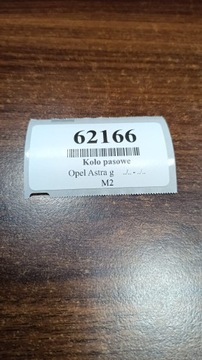 62166
Koło pasowe
Opel Astra g
M2